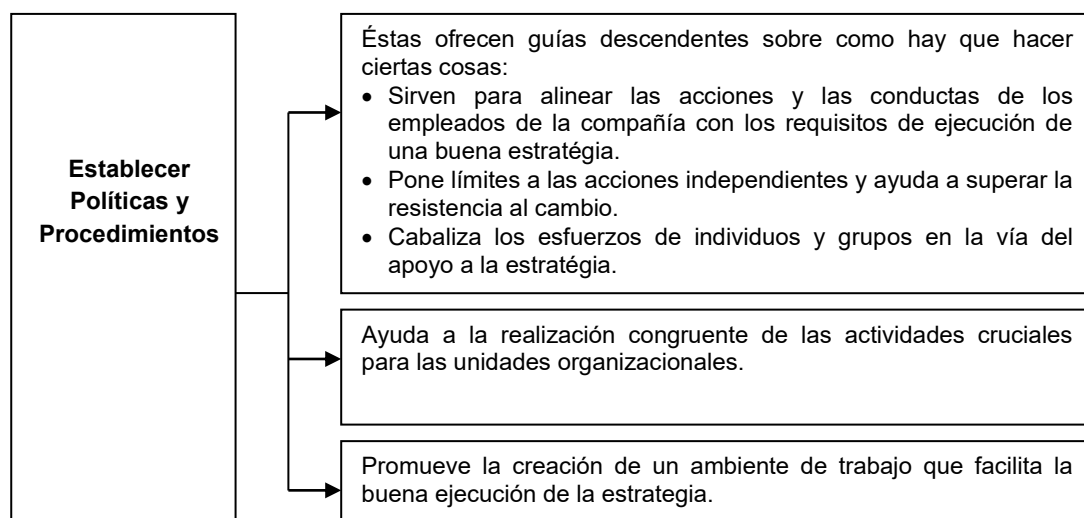 Establecer
Políticas y
Procedimientos
Éstas ofrecen guías descendentes sobre como hay que hacer
ciertas cosas:
• Sirven para alinear las acciones y las conductas de los
empleados de la compañía con los requisitos de ejecución de
una buena estratégia.
• Pone límites a las acciones independientes y ayuda a superar la
resistencia al cambio.
• Cabaliza los esfuerzos de individuos y grupos en la vía del
apoyo a la estratégia.
Ayuda a la realización congruente de las actividades cruciales
para las unidades organizacionales.
Promueve la creación de un ambiente de trabajo que facilita la
buena ejecución de la estrategia.